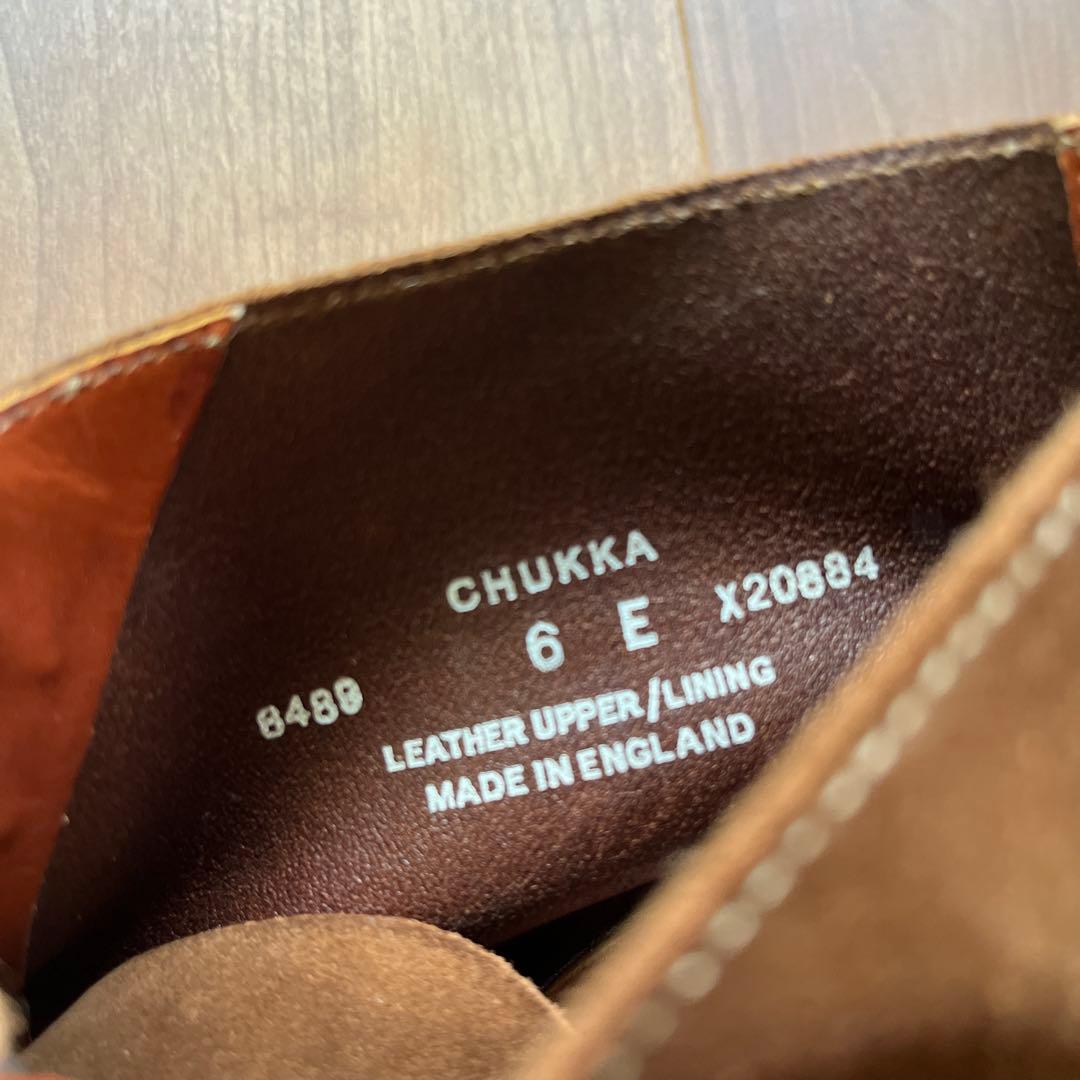 CHUKKA
6 E X20884
8489
LEATHER UPPER/LINING
MADE IN ENGLAND